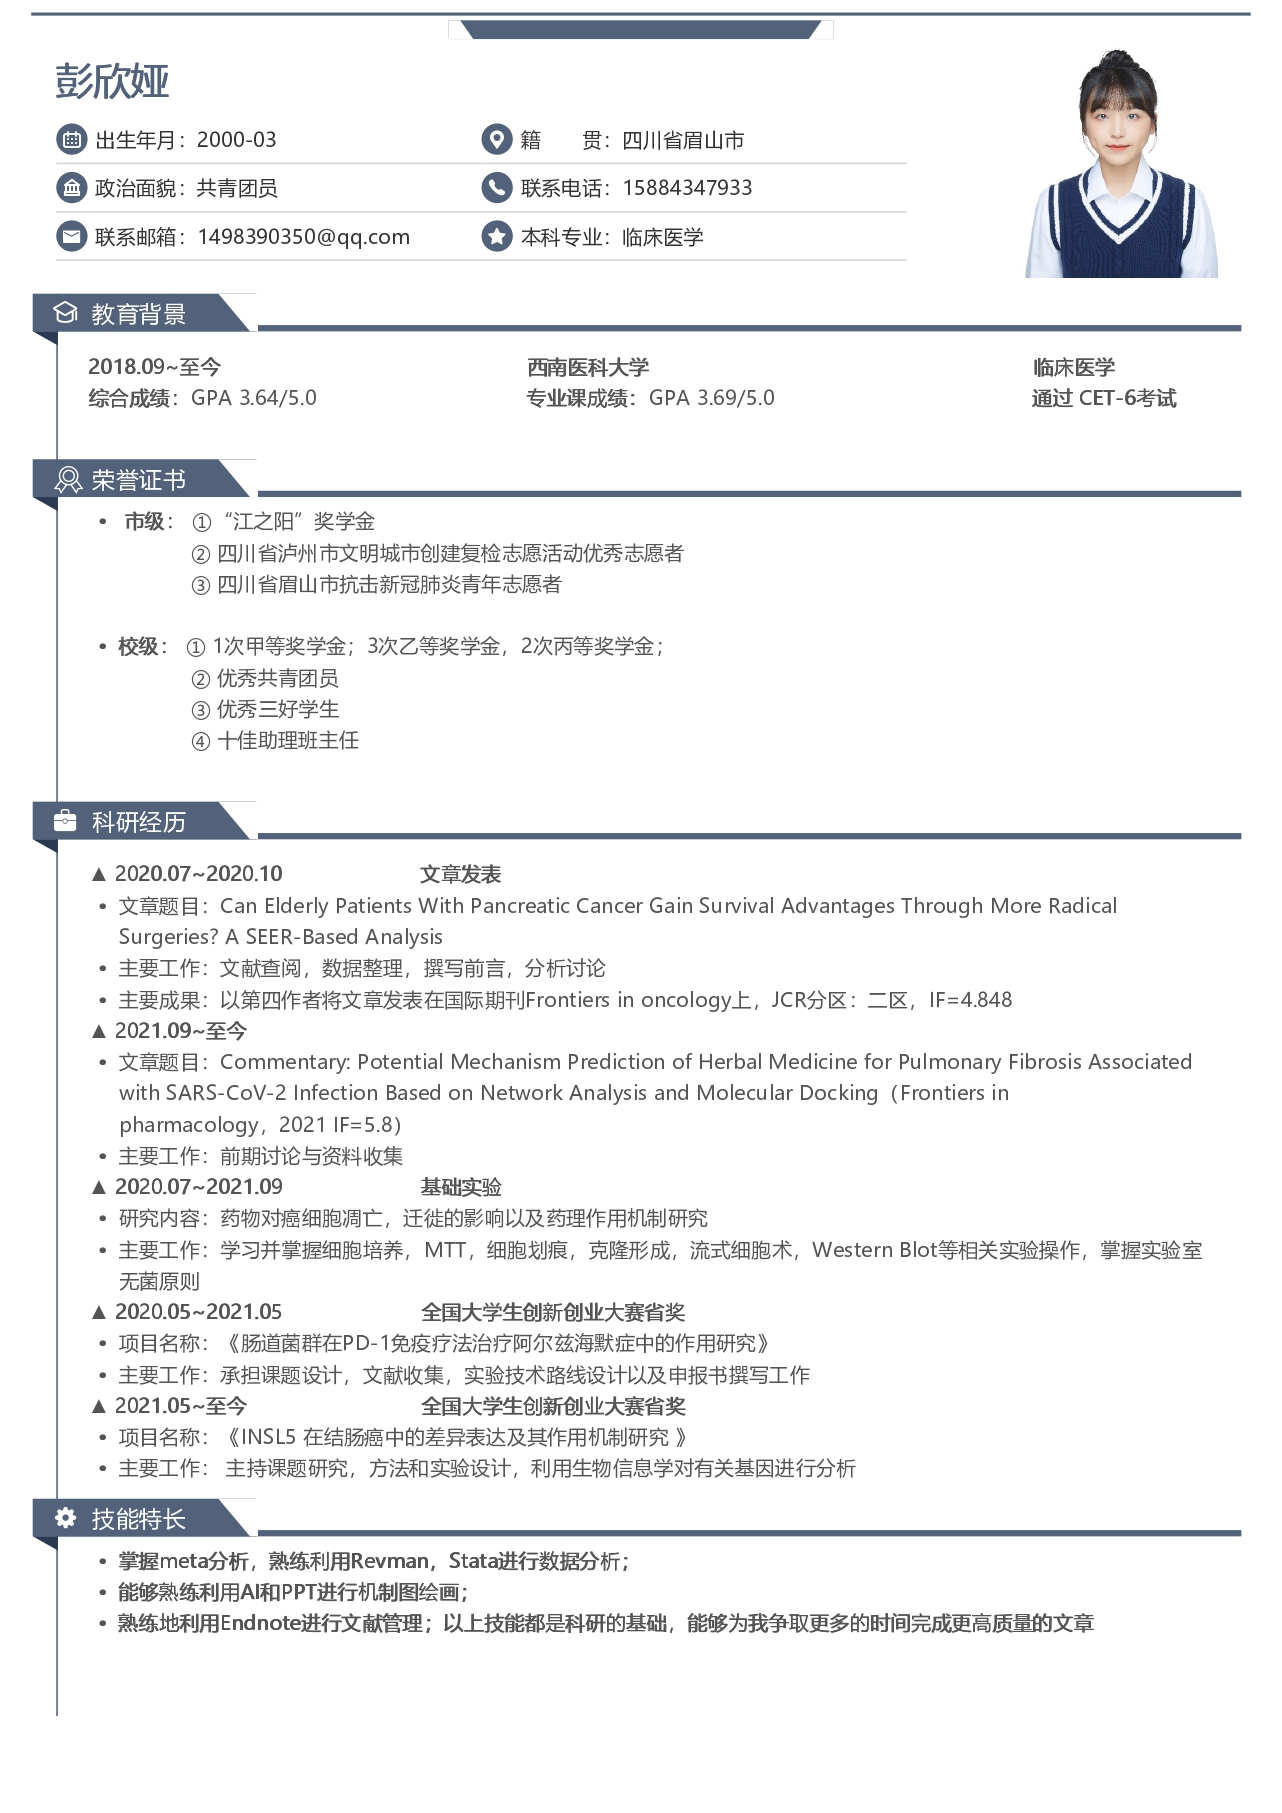 彭欣娅
出生年月：2000-03
籍　　贯：四川省眉山市
政治面貌：共青团员
联系电话：15884347933
联系邮箱：1498390350@qq.com
本科专业：临床医学
教育背景
2018.09~至今 西南医科大学 临床医学
综合成绩：GPA 3.64/5.0 专业课成绩：GPA 3.69/5.0 通过 CET-6考试
荣誉证书
• 市级： ①“江之阳”奖学金
② 四川省泸州市文明城市创建复检志愿活动优秀志愿者
③ 四川省眉山市抗击新冠肺炎青年志愿者
• 校级： ① 1次甲等奖学金；3次乙等奖学金，2次丙等奖学金；
② 优秀共青团员
③ 优秀三好学生
④ 十佳助理班主任
科研经历
▲ 2020.07~2020.10 文章发表
• 文章题目：Can Elderly Patients With Pancreatic Cancer Gain Survival Advantages Through More Radical
Surgeries? A SEER-Based Analysis
• 主要工作：文献查阅，数据整理，撰写前言，分析讨论
• 主要成果：以第四作者将文章发表在国际期刊Frontiers in oncology上，JCR分区：二区，IF=4.848
▲ 2021.09~至今
• 文章题目：Commentary: Potential Mechanism Prediction of Herbal Medicine for Pulmonary Fibrosis Associated
with SARS-CoV-2 Infection Based on Network Analysis and Molecular Docking（Frontiers in
pharmacology，2021 IF=5.8）
• 主要工作：前期讨论与资料收集
▲ 2020.07~2021.09 基础实验
• 研究内容：药物对癌细胞凋亡，迁徙的影响以及药理作用机制研究
• 主要工作：学习并掌握细胞培养，MTT，细胞划痕，克隆形成，流式细胞术，Western Blot等相关实验操作，掌握实验室
无菌原则
▲ 2020.05~2021.05 全国大学生创新创业大赛省奖
• 项目名称：《肠道菌群在PD-1免疫疗法治疗阿尔兹海默症中的作用研究》
• 主要工作：承担课题设计，文献收集，实验技术路线设计以及申报书撰写工作
▲ 2021.05~至今 全国大学生创新创业大赛省奖
• 项目名称：《INSL5 在结肠癌中的差异表达及其作用机制研究 》
• 主要工作： 主持课题研究，方法和实验设计，利用生物信息学对有关基因进行分析
技能特长
• 掌握meta分析，熟练利用Revman，Stata进行数据分析；
• 能够熟练利用AI和PPT进行机制图绘画；
• 熟练地利用Endnote进行文献管理；以上技能都是科研的基础，能够为我争取更多的时间完成更高质量的文章